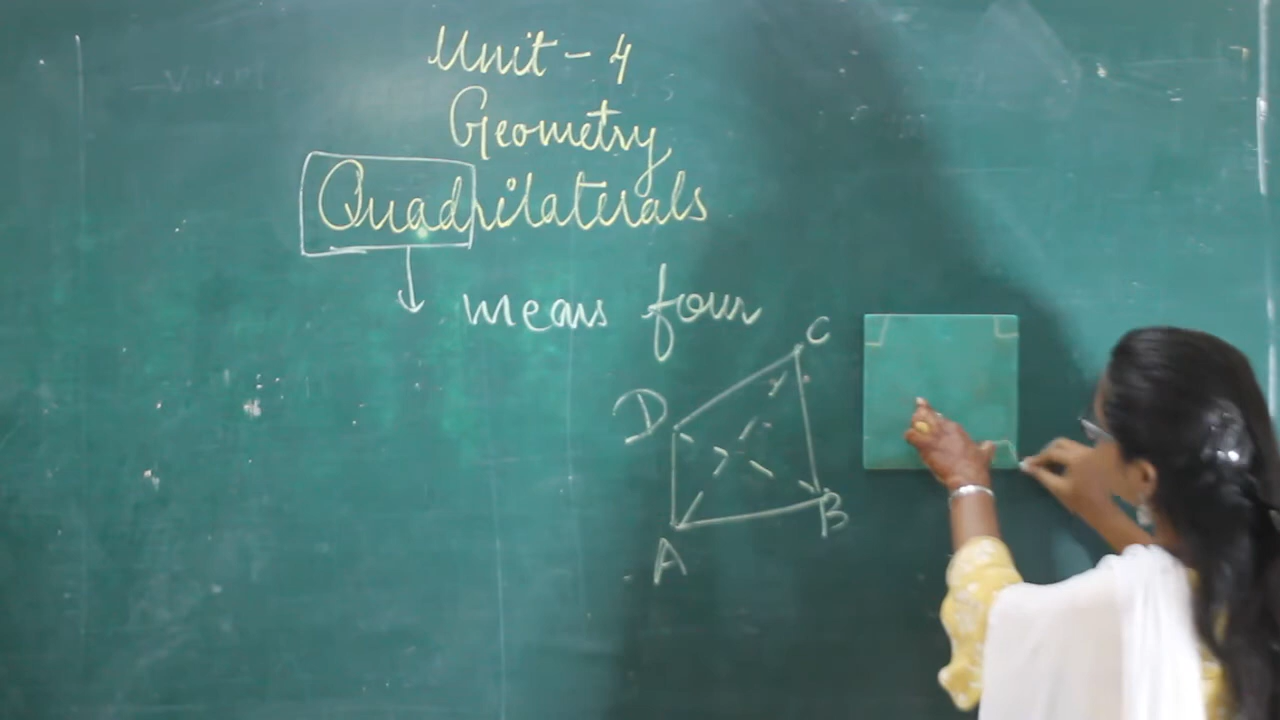 Unit - 4
Geometry
Quadrilaterals
means four
C
D
B
A